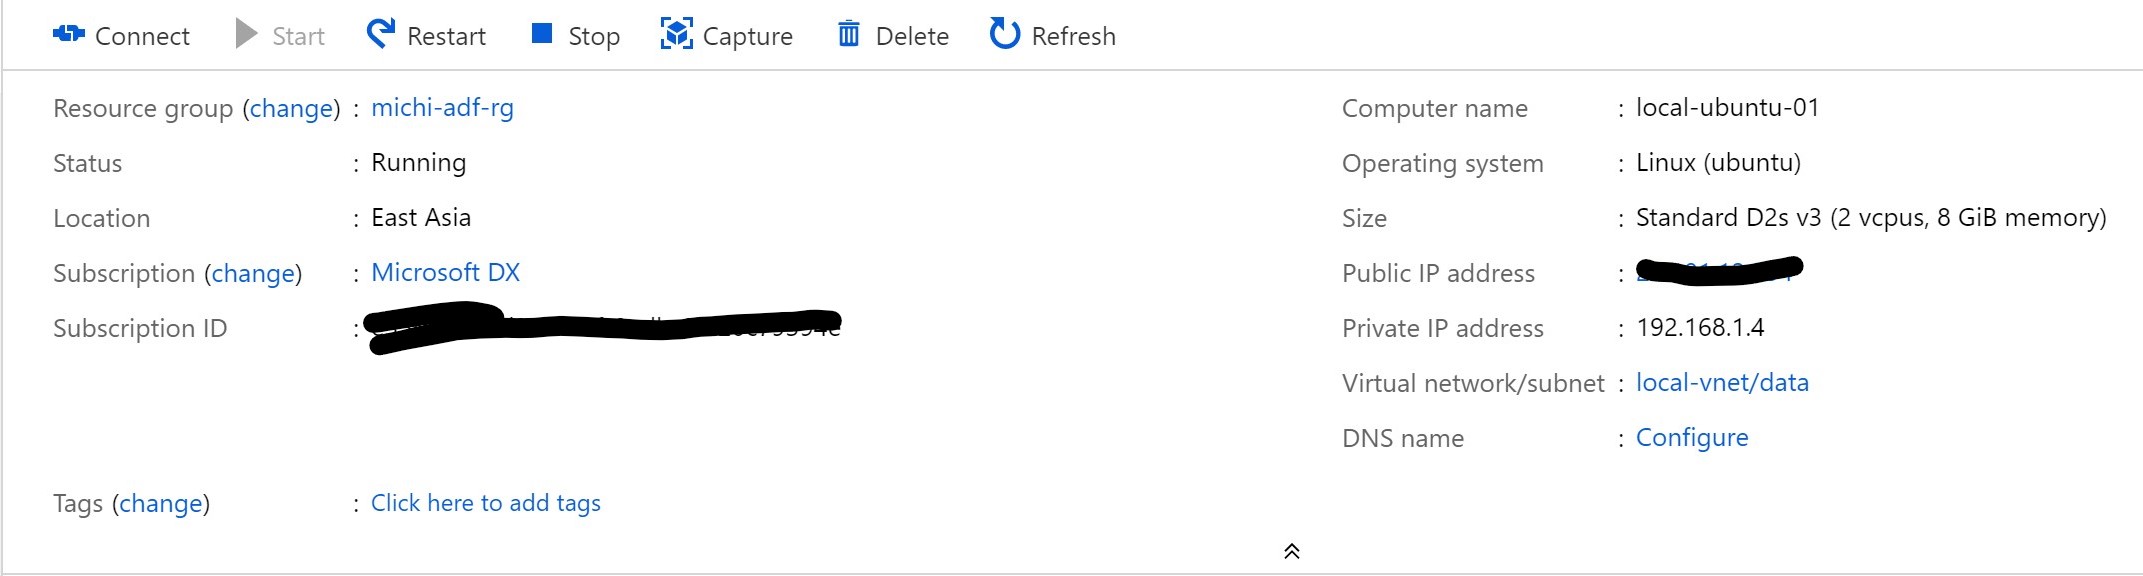 Connect Start Restart Stop Capture Delete Refresh
Resource group (change) : michi-adf-rg
Status : Running
Location : East Asia
Subscription (change) : Microsoft DX
Subscription ID :
Computer name : local-ubuntu-01
Operating system : Linux (ubuntu)
Size : Standard D2s v3 (2 vcpus, 8 GiB memory)
Public IP address :
Private IP address : 192.168.1.4
Virtual network/subnet : local-vnet/data
DNS name : Configure
Tags (change) : Click here to add tags